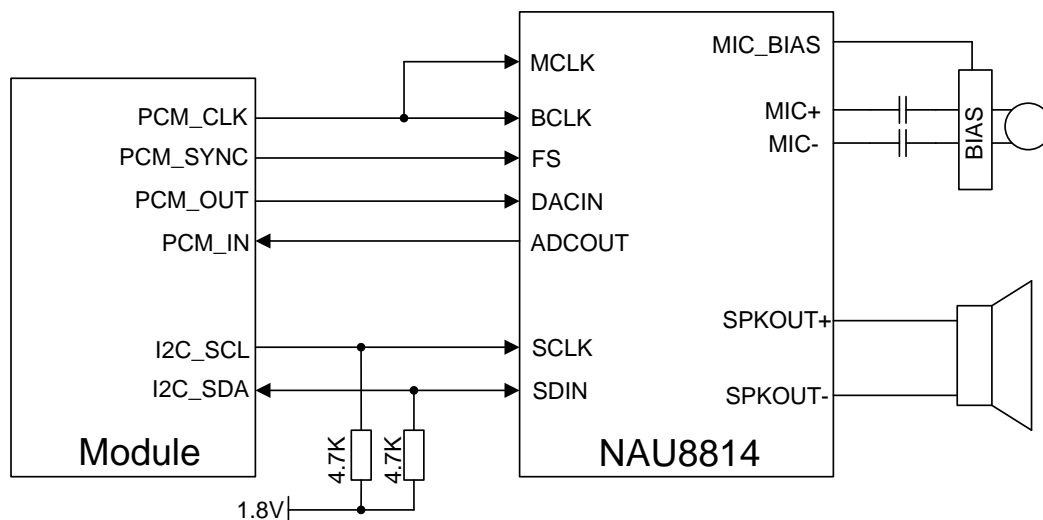 MIC_BIAS
MCLK
PCM_CLK
BCLK
MIC+
MIC-
BIAS
PCM_SYNC
FS
PCM_OUT
DACIN
PCM_IN
ADCOUT
SPKOUT+
I2C_SCL
SCLK
I2C_SDA
SDIN
SPKOUT-
Module
4.7K
4.7K
NAU8814
1.8V